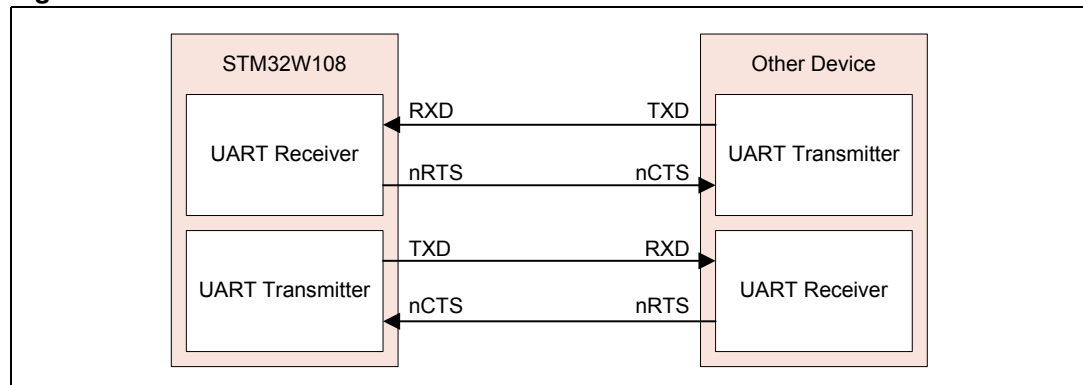 STM32W108
Other Device
RXD
TXD
UART Receiver
UART Transmitter
nRTS
nCTS
TXD
RXD
UART Transmitter
UART Receiver
nCTS
nRTS